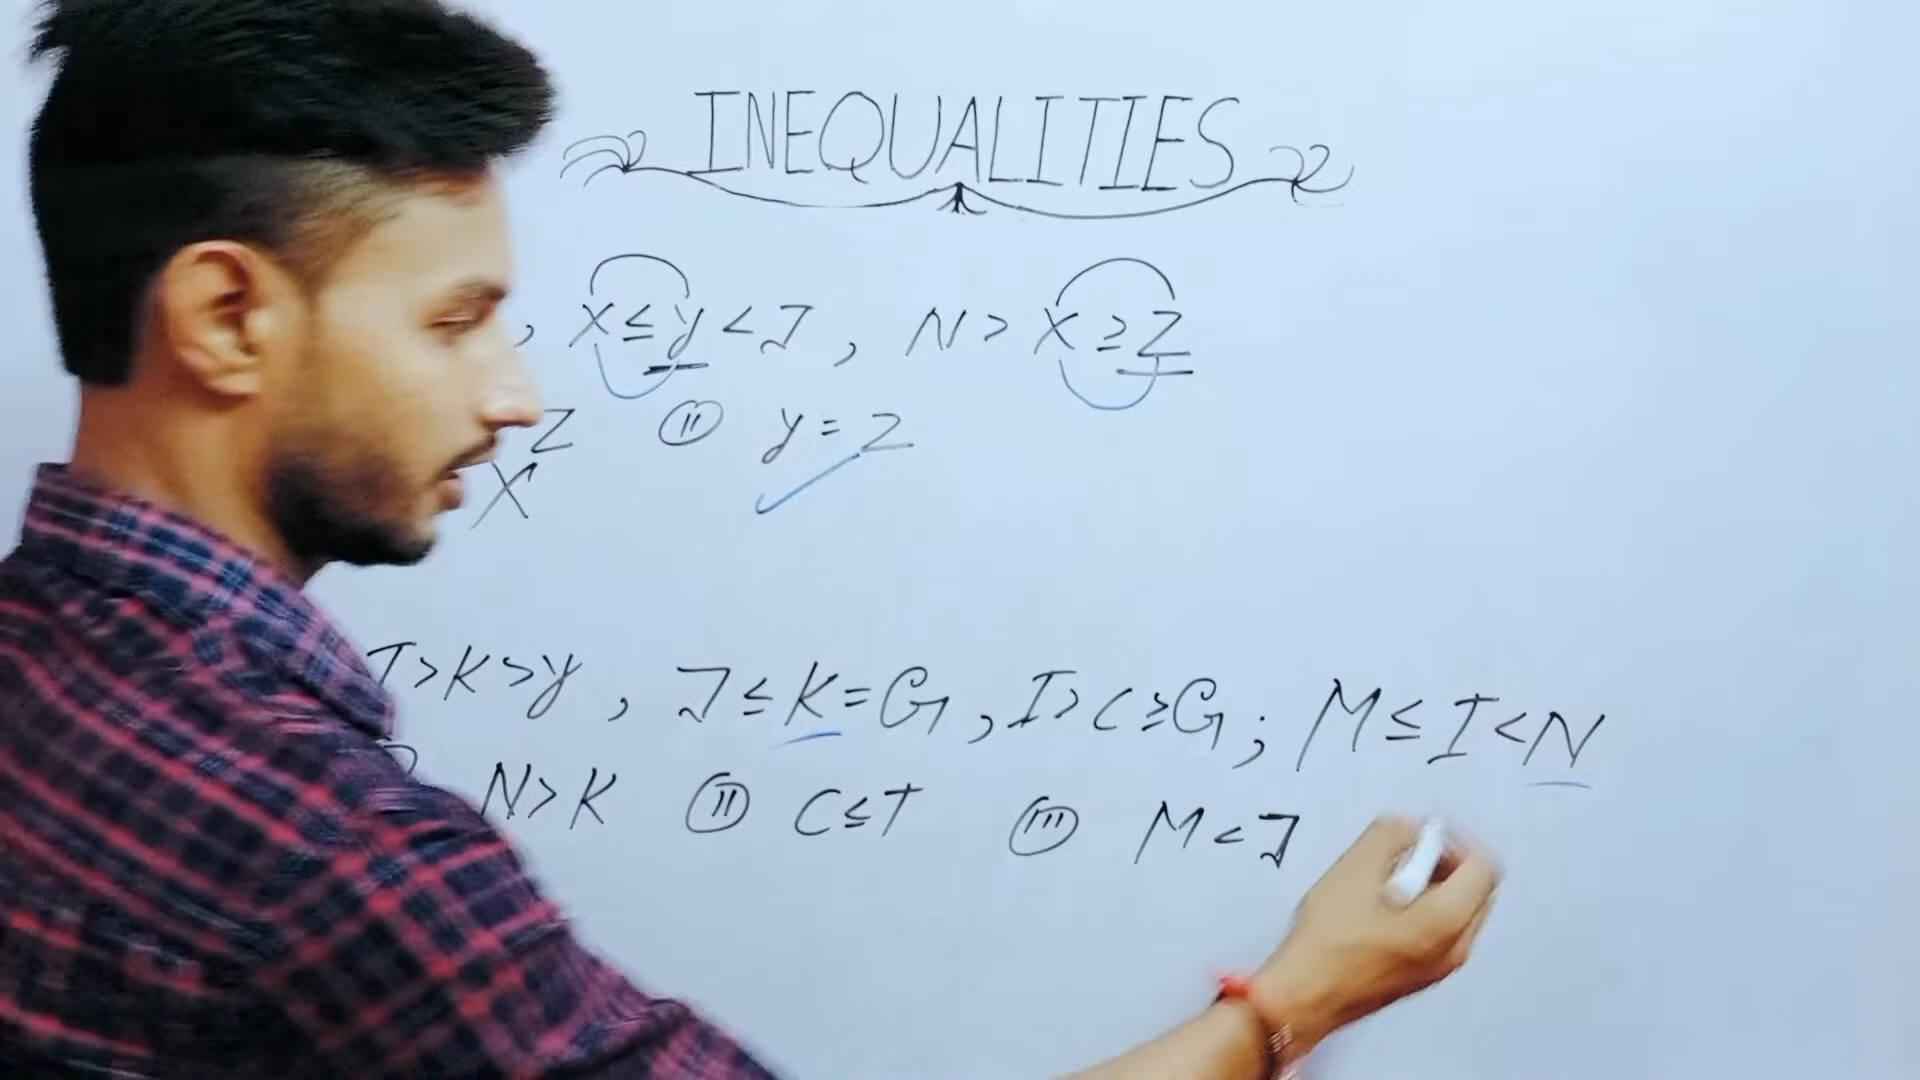 INEQUALITIES
, X ≤ y < J , N > X ≥ Z
Z Ⅱ y = Z
X
T > K > y , J ≤ K = G , I > C ≥ G ; M ≤ I < N
N > K Ⅱ C ≤ T Ⅲ M < J